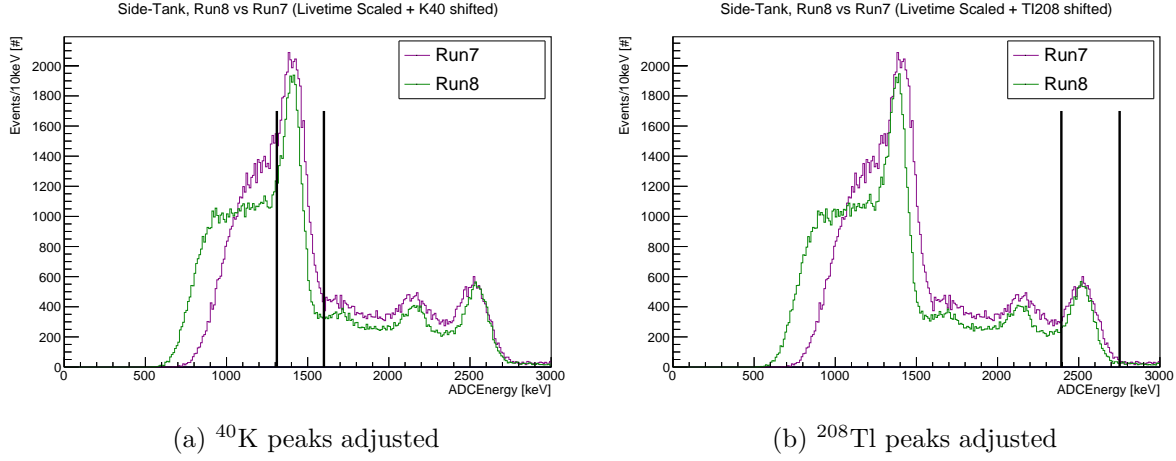 Side-Tank, Run8 vs Run7 (Livetime Scaled + K40 shifted)
Events/10keV [#]
2000
1800
1600
1400
1200
1000
800
600
400
200
0
0 500 1000 1500 2000 2500 3000
ADCEnergy [keV]
Run7
Run8
(a) ⁴⁰K peaks adjusted
Side-Tank, Run8 vs Run7 (Livetime Scaled + Tl208 shifted)
Events/10keV [#]
2000
1800
1600
1400
1200
1000
800
600
400
200
0
0 500 1000 1500 2000 2500 3000
ADCEnergy [keV]
Run7
Run8
(b) ²⁰⁸Tl peaks adjusted